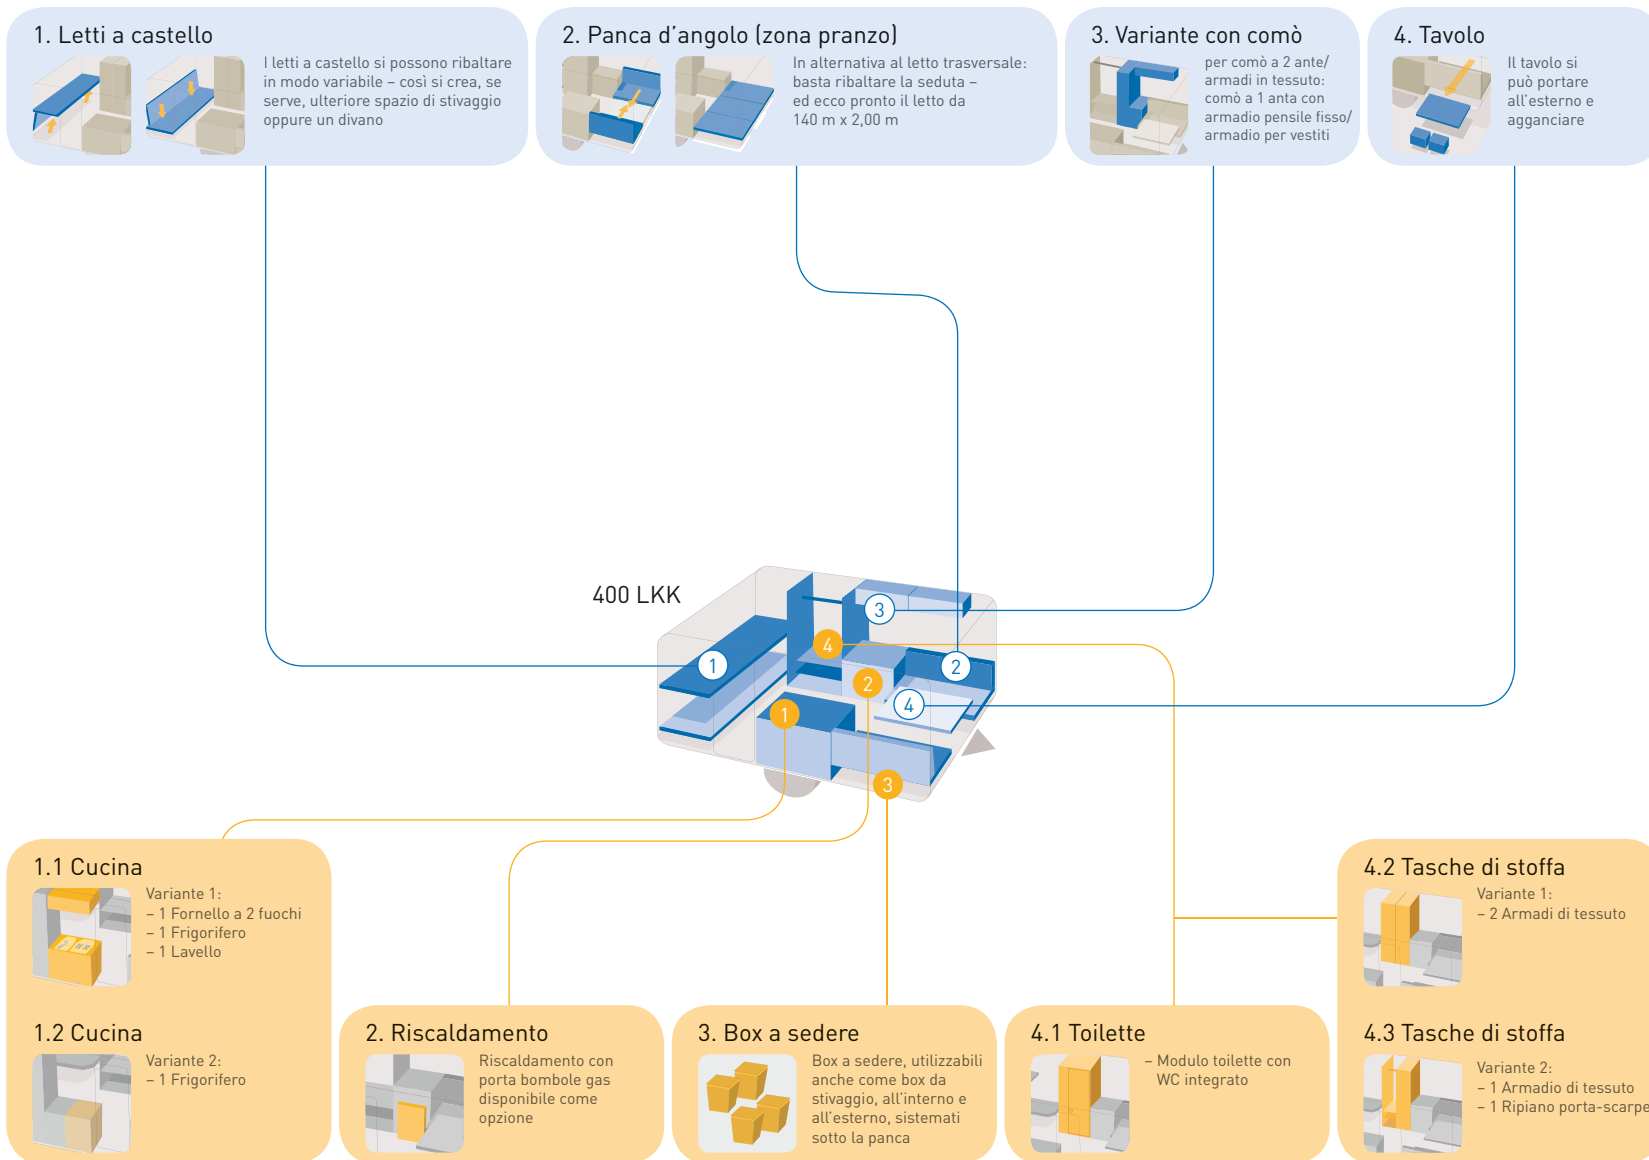 1. Letti a castello
I letti a castello si possono ribaltare
in modo variabile – così si crea, se
serve, ulteriore spazio di stivaggio
oppure un divano
2. Panca d'angolo (zona pranzo)
In alternativa al letto trasversale:
basta ribaltare la seduta –
ed ecco pronto il letto da
140 m x 2,00 m
3. Variante con comò
per comò a 2 ante/
armadi in tessuto:
comò a 1 anta con
armadio pensile fisso/
armadio per vestiti
4. Tavolo
Il tavolo si
può portare
all'esterno e
agganciare
400 LKK
3
4
1
2
2
4
1
3
1.1 Cucina
Variante 1:
– 1 Fornello a 2 fuochi
– 1 Frigorifero
– 1 Lavello
1.2 Cucina
Variante 2:
– 1 Frigorifero
2. Riscaldamento
Riscaldamento con
porta bombole gas
disponibile come
opzione
3. Box a sedere
Box a sedere, utilizzabili
anche come box da
stivaggio, all'interno e
all'esterno, sistemati
sotto la panca
4.1 Toilette
– Modulo toilette con
WC integrato
4.2 Tasche di stoffa
Variante 1:
– 2 Armadi di tessuto
4.3 Tasche di stoffa
Variante 2:
– 1 Armadio di tessuto
– 1 Ripiano porta-scarpe